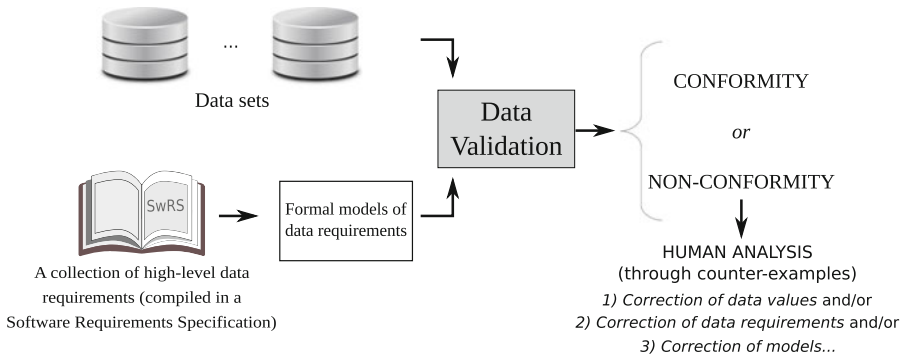 ...
Data sets
Data
Validation
CONFORMITY
or
NON-CONFORMITY
SwRS
Formal models of
data requirements
A collection of high-level data
requirements (compiled in a
Software Requirements Specification)
HUMAN ANALYSIS
(through counter-examples)
1) Correction of data values and/or
2) Correction of data requirements and/or
3) Correction of models...